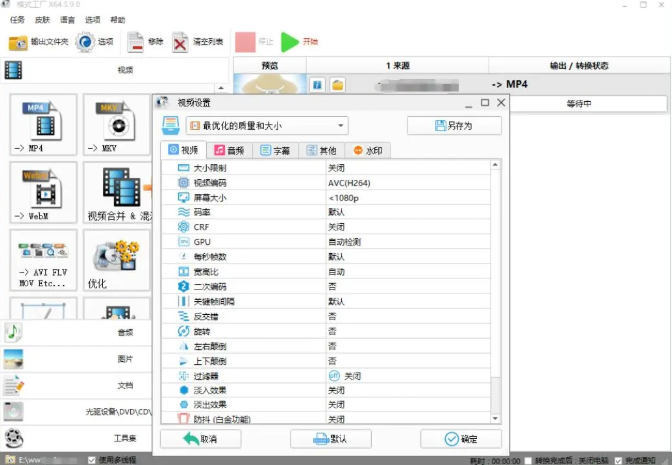 格式工厂 X64 5.9.0
任务 皮肤 语言 选项 帮助
输出文件夹 选项 移除 清空列表 停止 开始
视频
预览 1 来源 输出 / 转换状态
-> MP4
等待中
MP4
-> MP4
MKV
-> MKV
WebM
-> WebM
视频合并 & 混
-> AVI FLV
MOV Etc...
优化
音频
图片
文档
光驱设备\DVD\CD\
工具集
视频设置
最优化的质量和大小
另存为
视频 音频 字幕 其他 水印
大小限制 关闭
视频编码 AVC(H264)
屏幕大小 <1080p
码率 默认
CRF 关闭
GPU 自动检测
每秒帧数 默认
宽高比 自动
二次编码 否
关键帧间隔 默认
反交错 否
旋转 否
左右颠倒 否
上下颠倒 否
过滤器 off 关闭
淡入效果 关闭
淡出效果 关闭
防抖 (白金功能) 关闭
取消 默认 确定
使用多线程 耗时 : 00:00:00 转换完成后 : 关闭电脑 完成通知